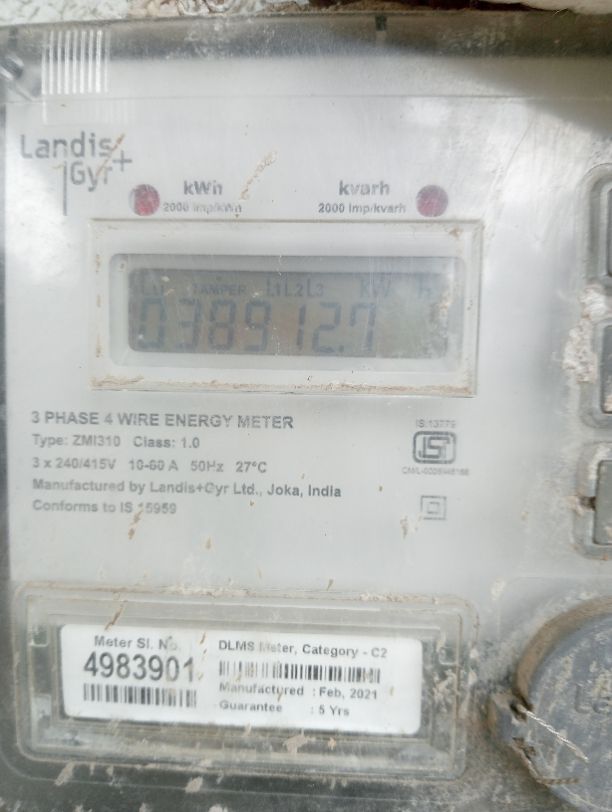 Landis
Gyr+
kWh
2000 imp/kWh
kvarh
2000 imp/kvarh
TAMPER L1L2L3 kW h
038912.7
3 PHASE 4 WIRE ENERGY METER
Type: ZMI310 Class: 1.0
3 x 240/415V 10-60 A 50Hz 27°C
Manufactured by Landis+Gyr Ltd., Joka, India
Conforms to IS 15959
IS:13779
ISI
Meter Sl. No.
4983901
DLMS Meter, Category - C2
Manufactured : Feb, 2021
Guarantee : 5 Yrs